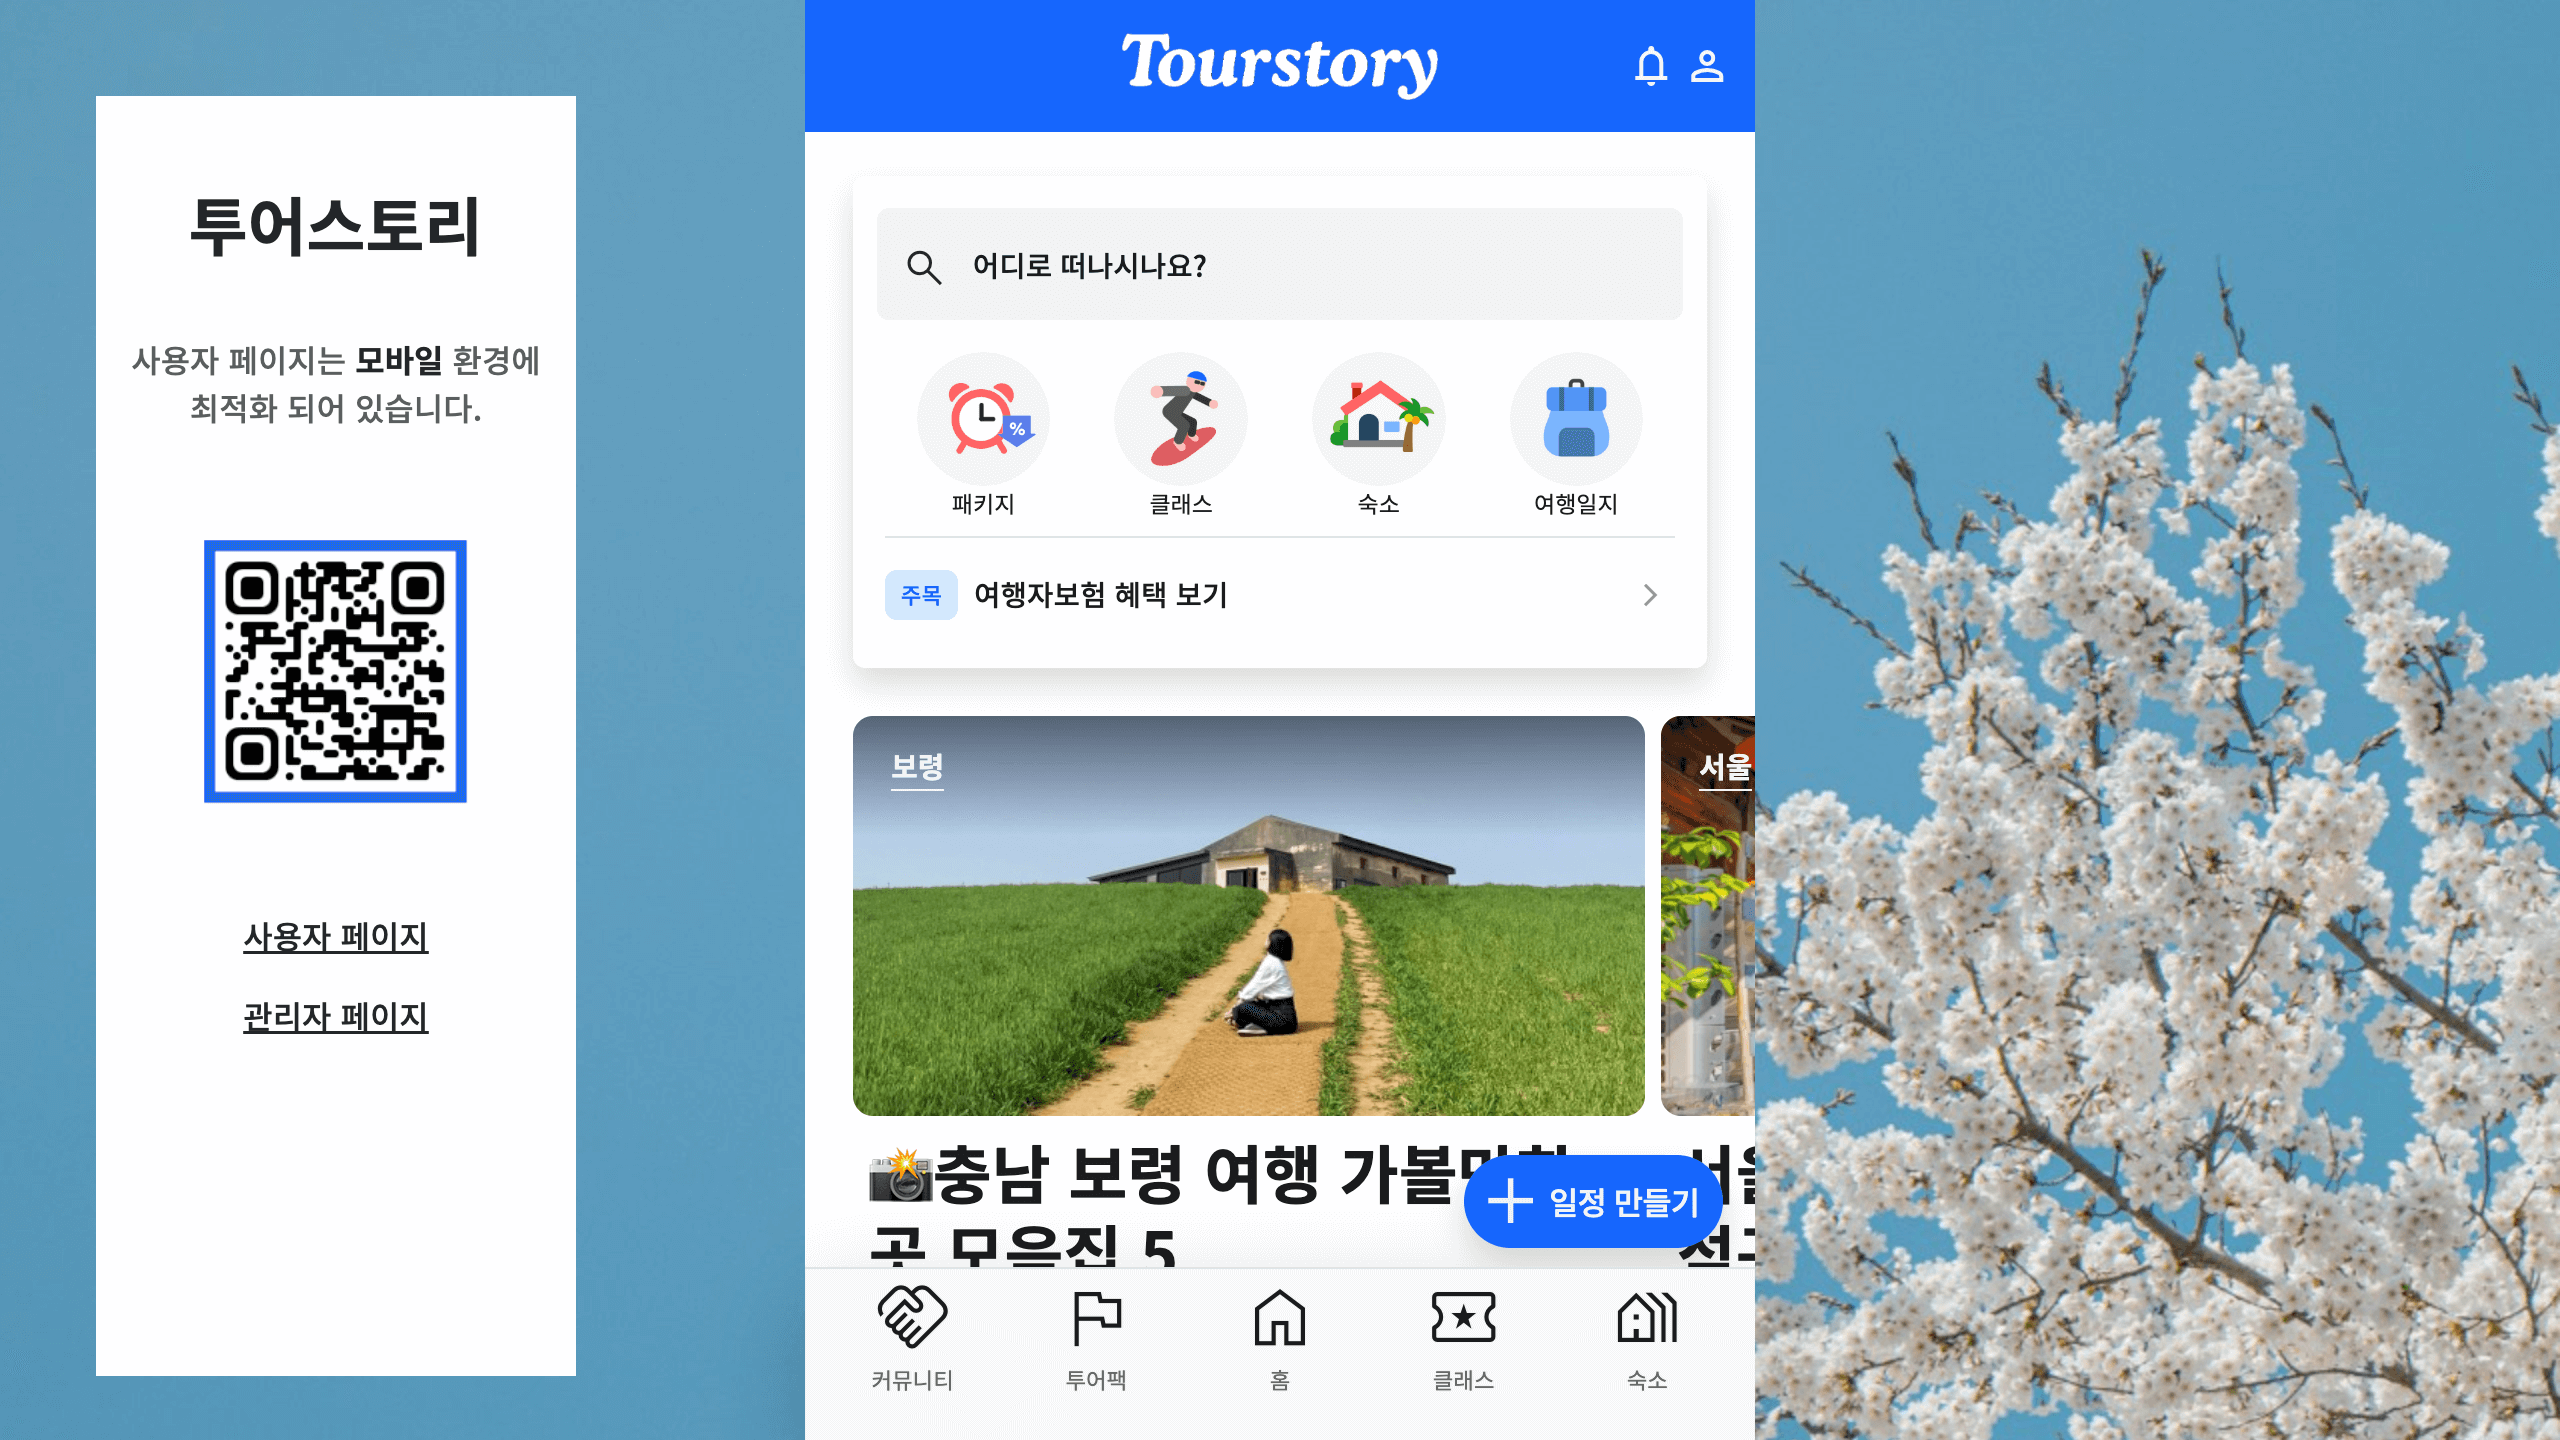 투어스토리
사용자 페이지는 모바일 환경에
최적화 되어 있습니다.
사용자 페이지
관리자 페이지
Tourstory
어디로 떠나시나요?
%
패키지
클래스
숙소
여행일지
주목
여행자보험 혜택 보기
보령
서울
충남 보령 여행 가볼만한
곳 모음집 5
일정 만들기
커뮤니티
투어팩
홈
클래스
숙소